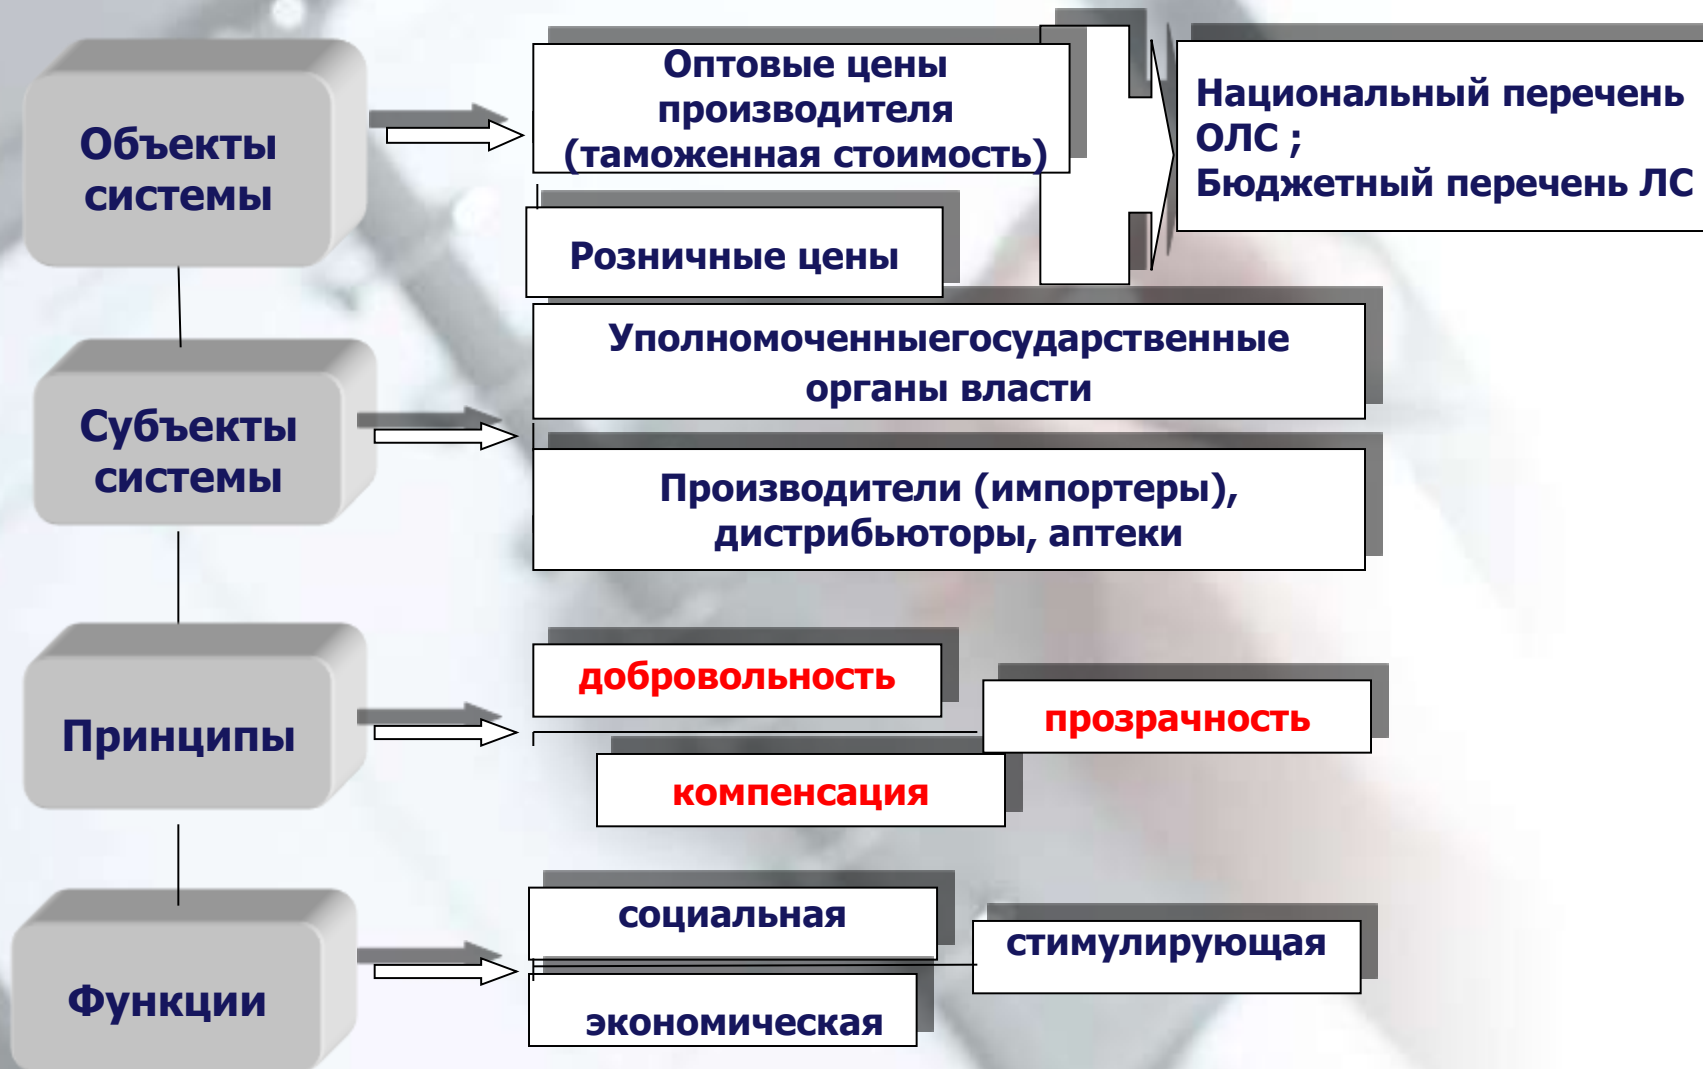 Объекты
системы
Оптовые цены
производителя
(таможенная стоимость)
Розничные цены
Национальный перечень
ОЛС ;
Бюджетный перечень ЛС
Субъекты
системы
Уполномоченныегосударственные
органы власти
Производители (импортеры),
дистрибьюторы, аптеки
Принципы
добровольность
прозрачность
компенсация
Функции
социальная
стимулирующая
экономическая